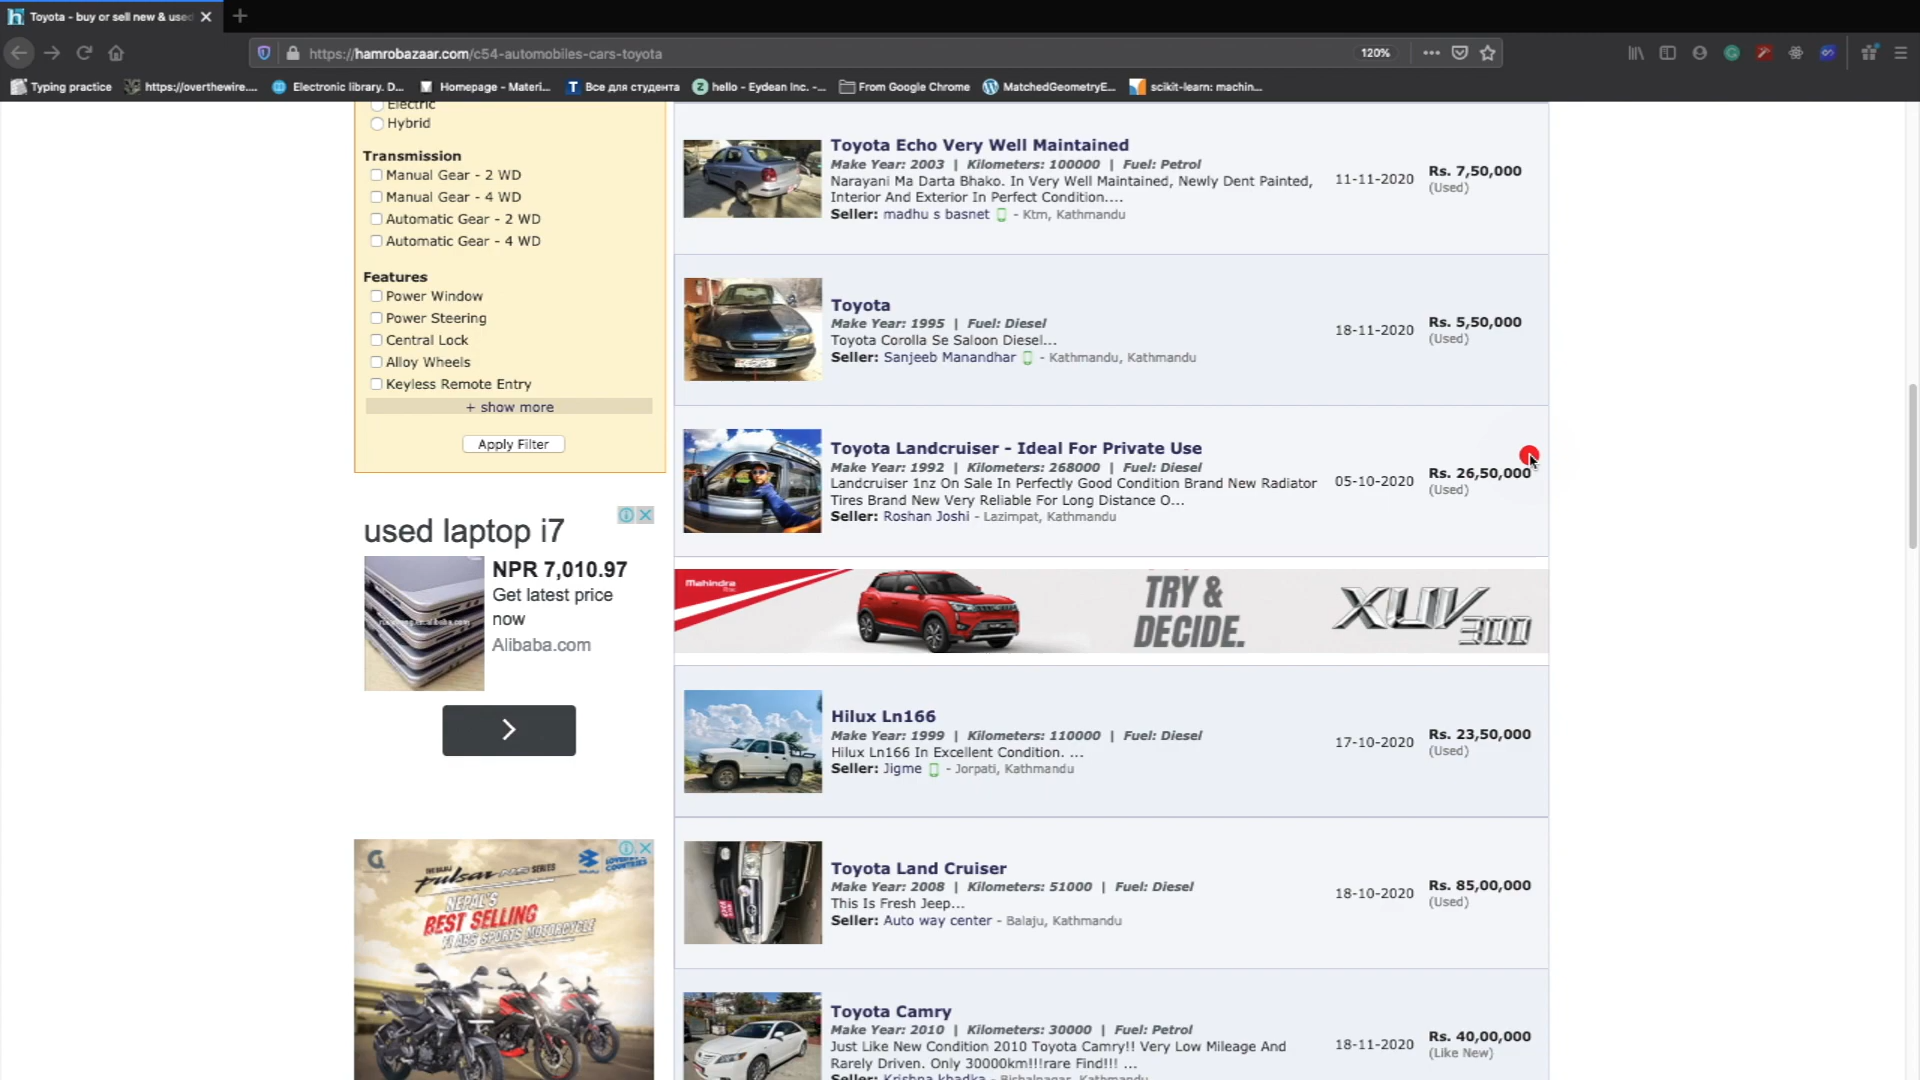 Toyota - buy or sell new & used
https://hamrobazaar.com/c54-automobiles-cars-toyota
120%
Typing practice
https://overthewire....
Electronic library. D...
Homepage - Materi...
Все для студента
hello - Eydean Inc. -...
From Google Chrome
MatchedGeometryE...
scikit-learn: machin...
Electric
Hybrid
Transmission
Manual Gear - 2 WD
Manual Gear - 4 WD
Automatic Gear - 2 WD
Automatic Gear - 4 WD
Features
Power Window
Power Steering
Central Lock
Alloy Wheels
Keyless Remote Entry
+ show more
Apply Filter
used laptop i7
NPR 7,010.97
Get latest price
now
Alibaba.com
THE BAJAJ
pulsar NS SERIES
NEPAL'S
BEST SELLING
BAJAJ
Toyota Echo Very Well Maintained
Make Year: 2003 | Kilometers: 100000 | Fuel: Petrol
Narayani Ma Darta Bhako. In Very Well Maintained, Newly Dent Painted,
Interior And Exterior In Perfect Condition....
Seller: madhu s basnet - Ktm, Kathmandu
11-11-2020
Rs. 7,50,000
(Used)
Toyota
Make Year: 1995 | Fuel: Diesel
Toyota Corolla Se Saloon Diesel...
Seller: Sanjeeb Manandhar - Kathmandu, Kathmandu
18-11-2020
Rs. 5,50,000
(Used)
Toyota Landcruiser - Ideal For Private Use
Make Year: 1992 | Kilometers: 268000 | Fuel: Diesel
Landcruiser 1nz On Sale In Perfectly Good Condition Brand New Radiator
Tires Brand New Very Reliable For Long Distance O...
Seller: Roshan Joshi - Lazimpat, Kathmandu
05-10-2020
Rs. 26,50,000
(Used)
Mahindra
Rise
TRY &
DECIDE.
XUV300
Hilux Ln166
Make Year: 1999 | Kilometers: 110000 | Fuel: Diesel
Hilux Ln166 In Excellent Condition. ...
Seller: Jigme - Jorpati, Kathmandu
17-10-2020
Rs. 23,50,000
(Used)
Toyota Land Cruiser
Make Year: 2008 | Kilometers: 51000 | Fuel: Diesel
This Is Fresh Jeep...
Seller: Auto way center - Balaju, Kathmandu
18-10-2020
Rs. 85,00,000
(Used)
Toyota Camry
Make Year: 2010 | Kilometers: 30000 | Fuel: Petrol
Just Like New Condition 2010 Toyota Camry!! Very Low Mileage And
Rarely Driven. Only 30000km!!!rare Find!!! ...
Seller: Krishna khadka - Bishalnagar, Kathmandu
18-11-2020
Rs. 40,00,000
(Like New)